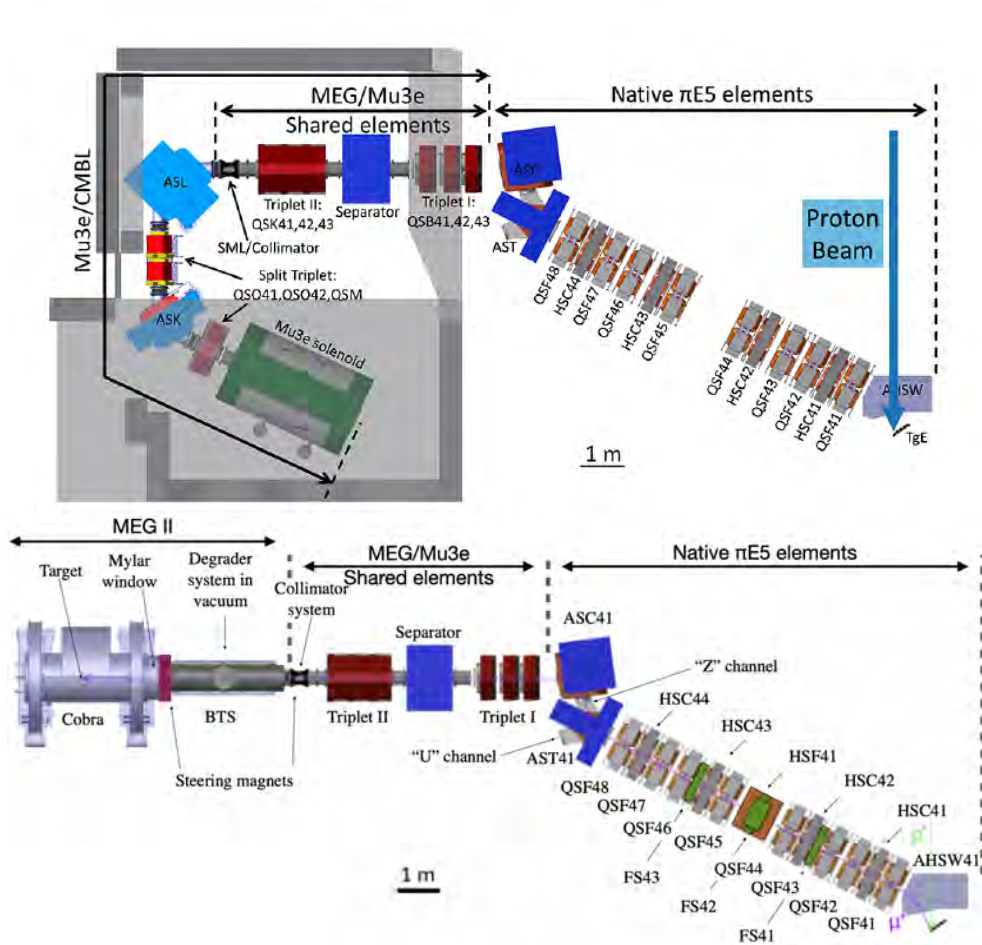 MEG/Mu3e
Shared elements
Native πE5 elements
Mu3e/CMBL
ASL
Triplet II:
QSK41,42,43
Separator
Triplet I:
QSB41,42,43
SML/Collimator
Split Triplet:
QSO41,QSO42,QSM
ASK
Mu3e solenoid
AST
QSF48
HSC44
QSF47
QSF46
HSC43
QSF45
QSF44
HSC42
QSF43
QSF42
HSC41
QSF41
Proton
Beam
AHSW
TgE
1 m
MEG II
MEG/Mu3e
Shared elements
Native πE5 elements
Target
Mylar
window
Degrader
system in
vacuum
Collimator
system
Separator
ASC41
"Z" channel
HSC44
HSC43
HSF41
HSC42
HSC41
Cobra
BTS
Triplet II
Triplet I
"U" channel
AST41
Steering magnets
QSF48
QSF47
QSF46
QSF45
FS43
QSF44
FS42
QSF43
FS41
QSF42
QSF41
AHSW41
1 m